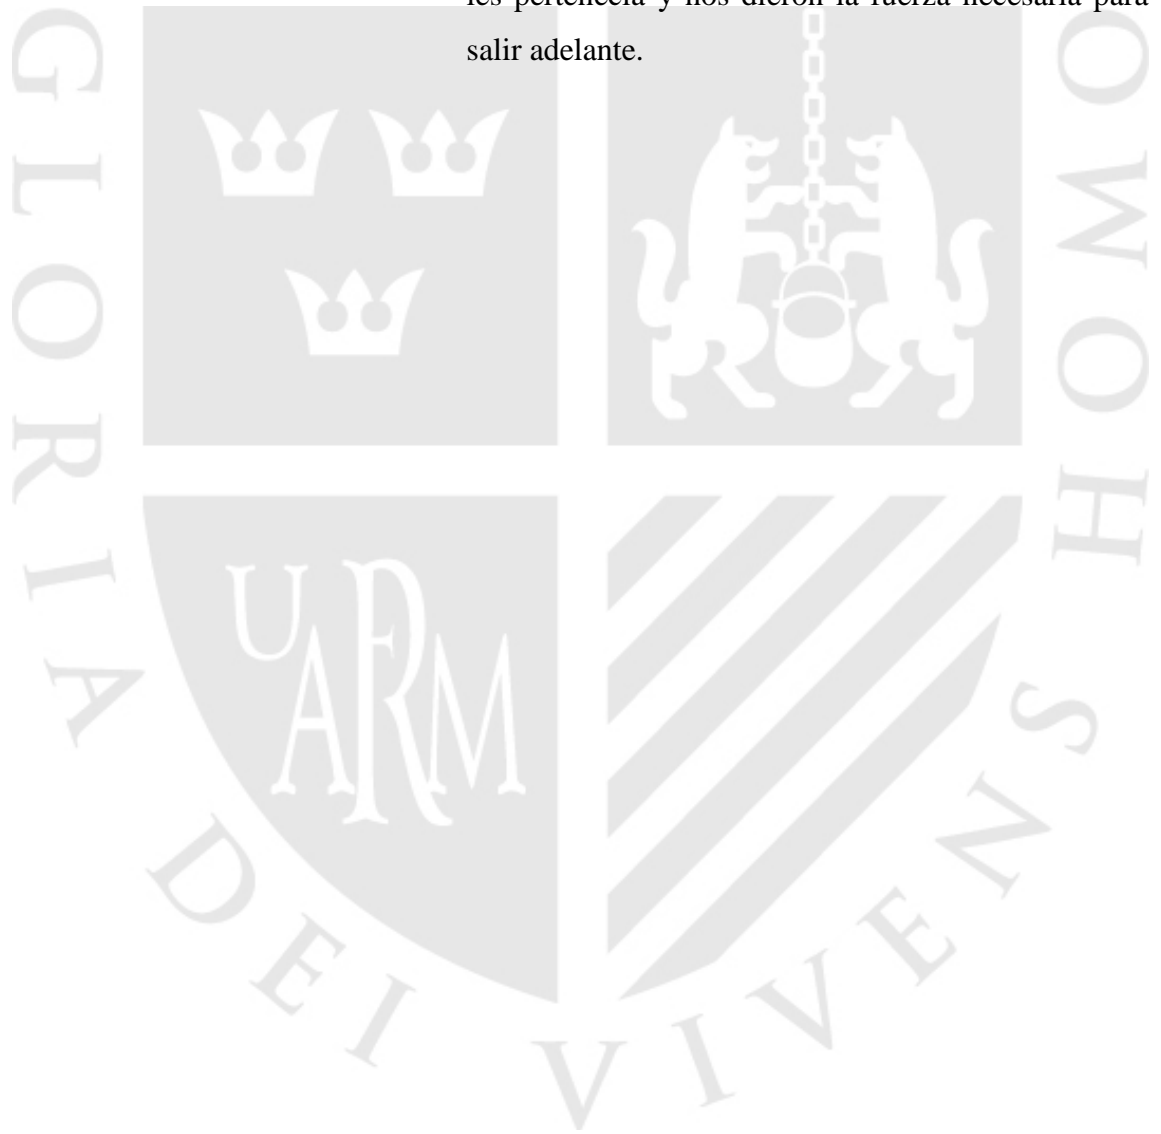 les pertenecía y nos dieron la fuerza necesaria para
salir adelante.
GLORIA DEI VIVENS HOMO
UARM